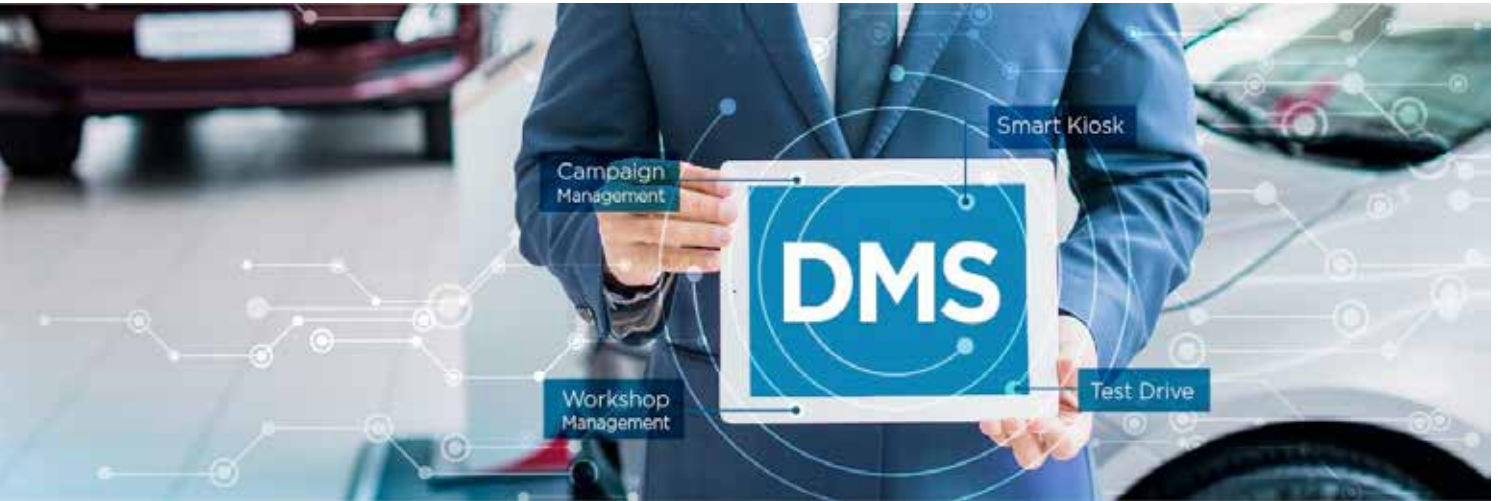 Smart Kiosk
Campaign
Management
DMS
Test Drive
Workshop
Management